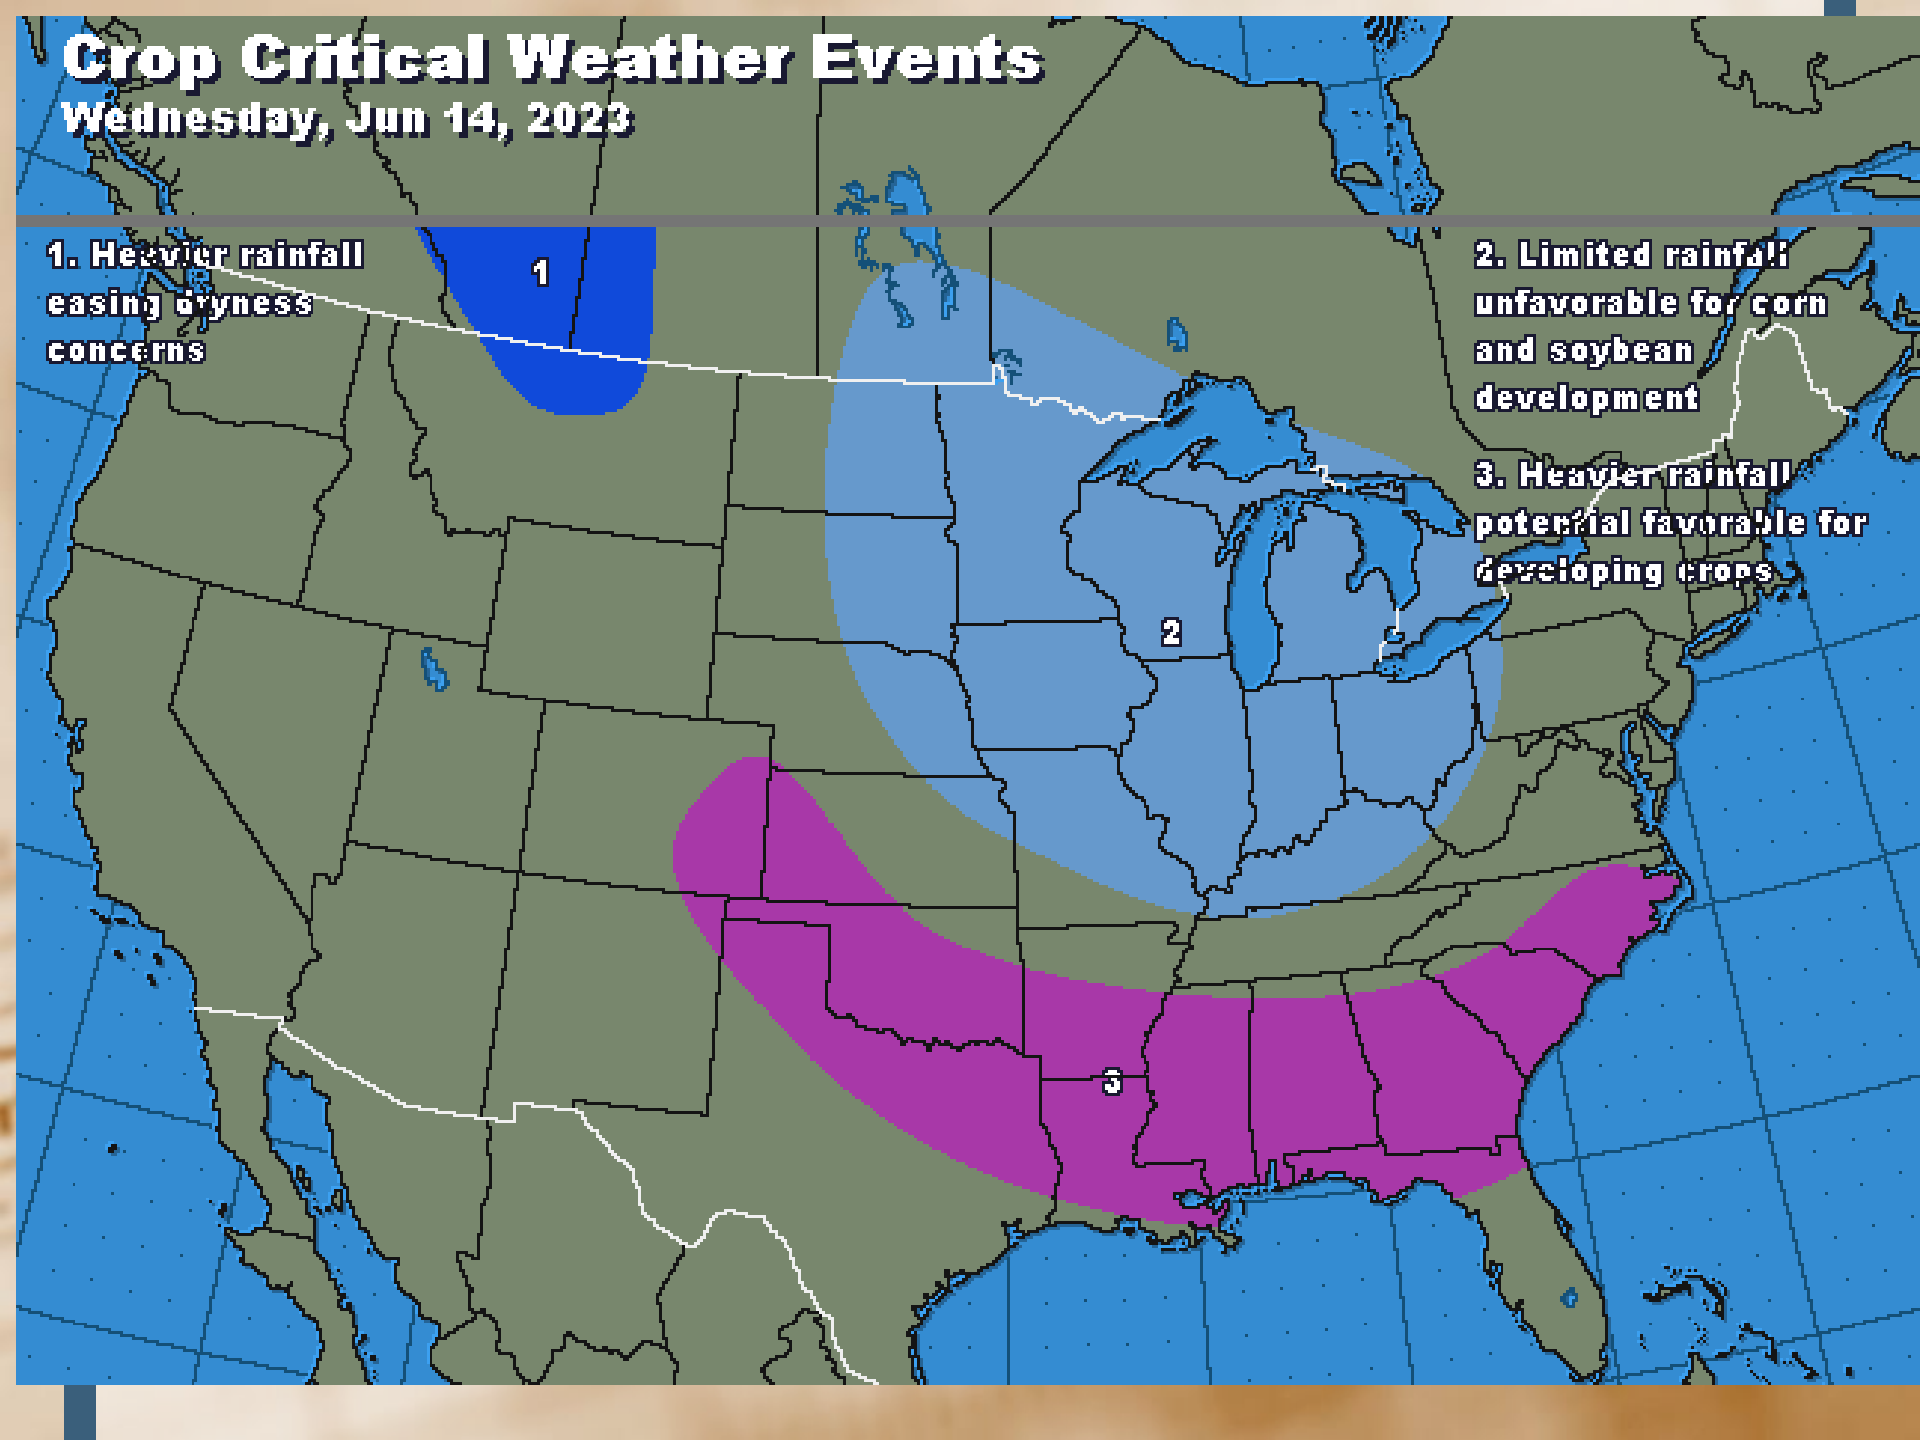 Crop Critical Weather Events
Wednesday, Jun 14, 2023
1. Heavier rainfall
easing dryness
concerns
1
2. Limited rainfall
unfavorable for corn
and soybean
development
3. Heavier rainfall
potential favorable for
developing crops
2
3